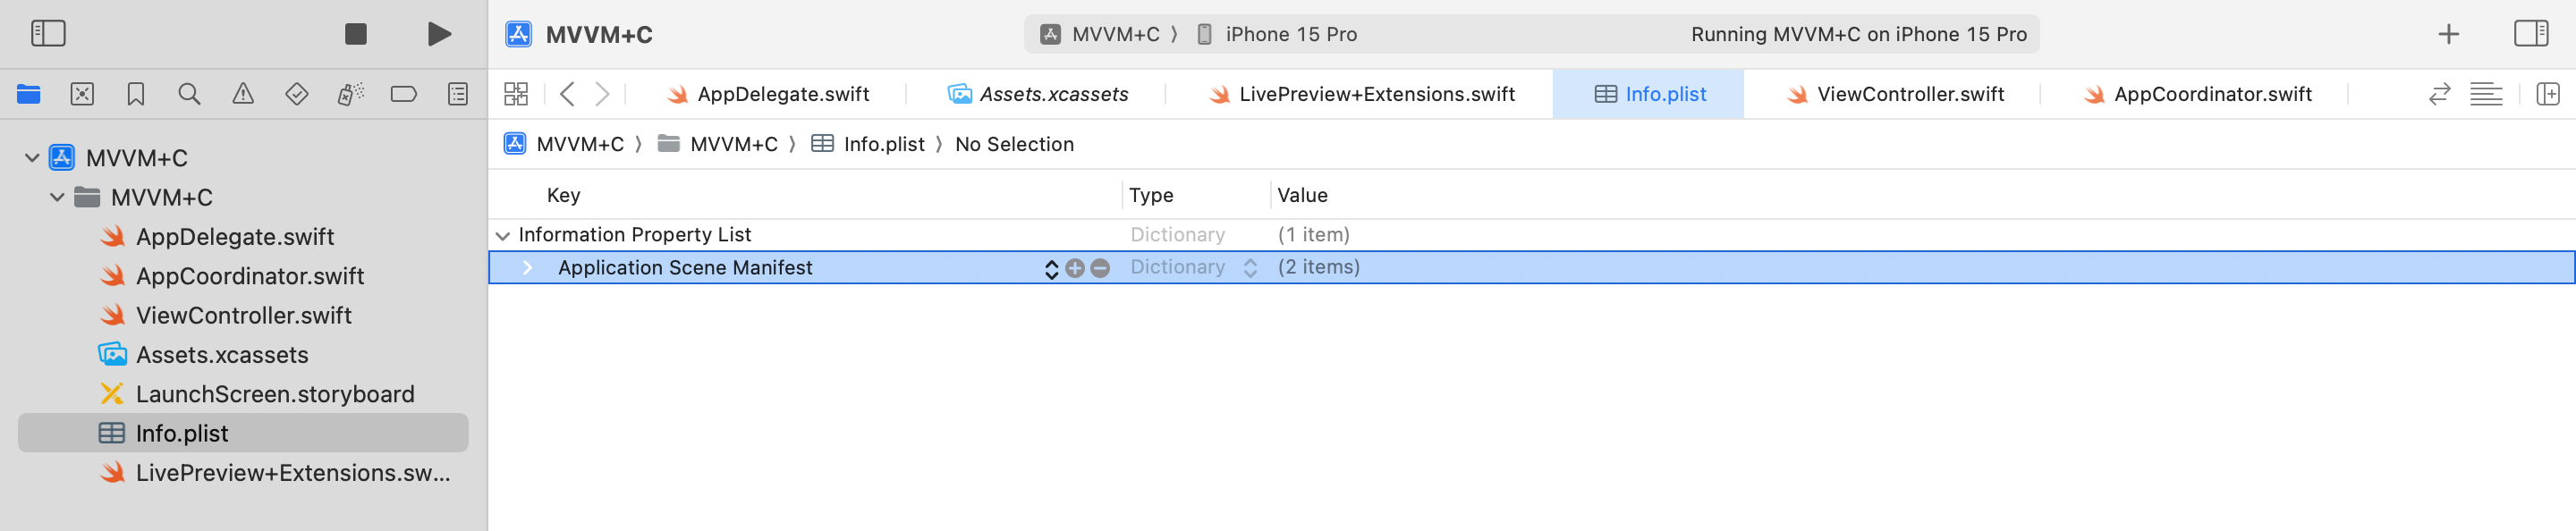 MVVM+C
MVVM+C iPhone 15 Pro Running MVVM+C on iPhone 15 Pro
AppDelegate.swift Assets.xcassets LivePreview+Extensions.swift Info.plist ViewController.swift AppCoordinator.swift
MVVM+C MVVM+C Info.plist No Selection
MVVM+C
MVVM+C
AppDelegate.swift
AppCoordinator.swift
ViewController.swift
Assets.xcassets
LaunchScreen.storyboard
Info.plist
LivePreview+Extensions.sw...
Key Type Value
Information Property List Dictionary (1 item)
Application Scene Manifest Dictionary (2 items)